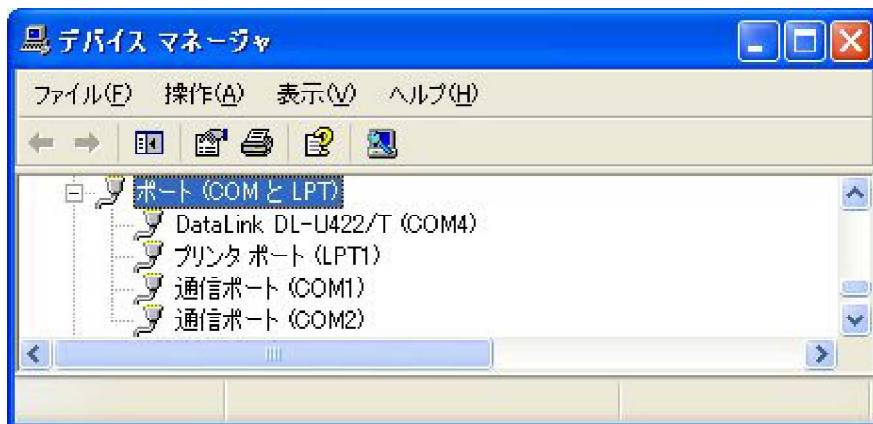 デバイス マネージャ
ファイル(F) 操作(A) 表示(V) ヘルプ(H)
ポート (COM と LPT)
DataLink DL-U422/T (COM4)
プリンタ ポート (LPT1)
通信ポート (COM1)
通信ポート (COM2)